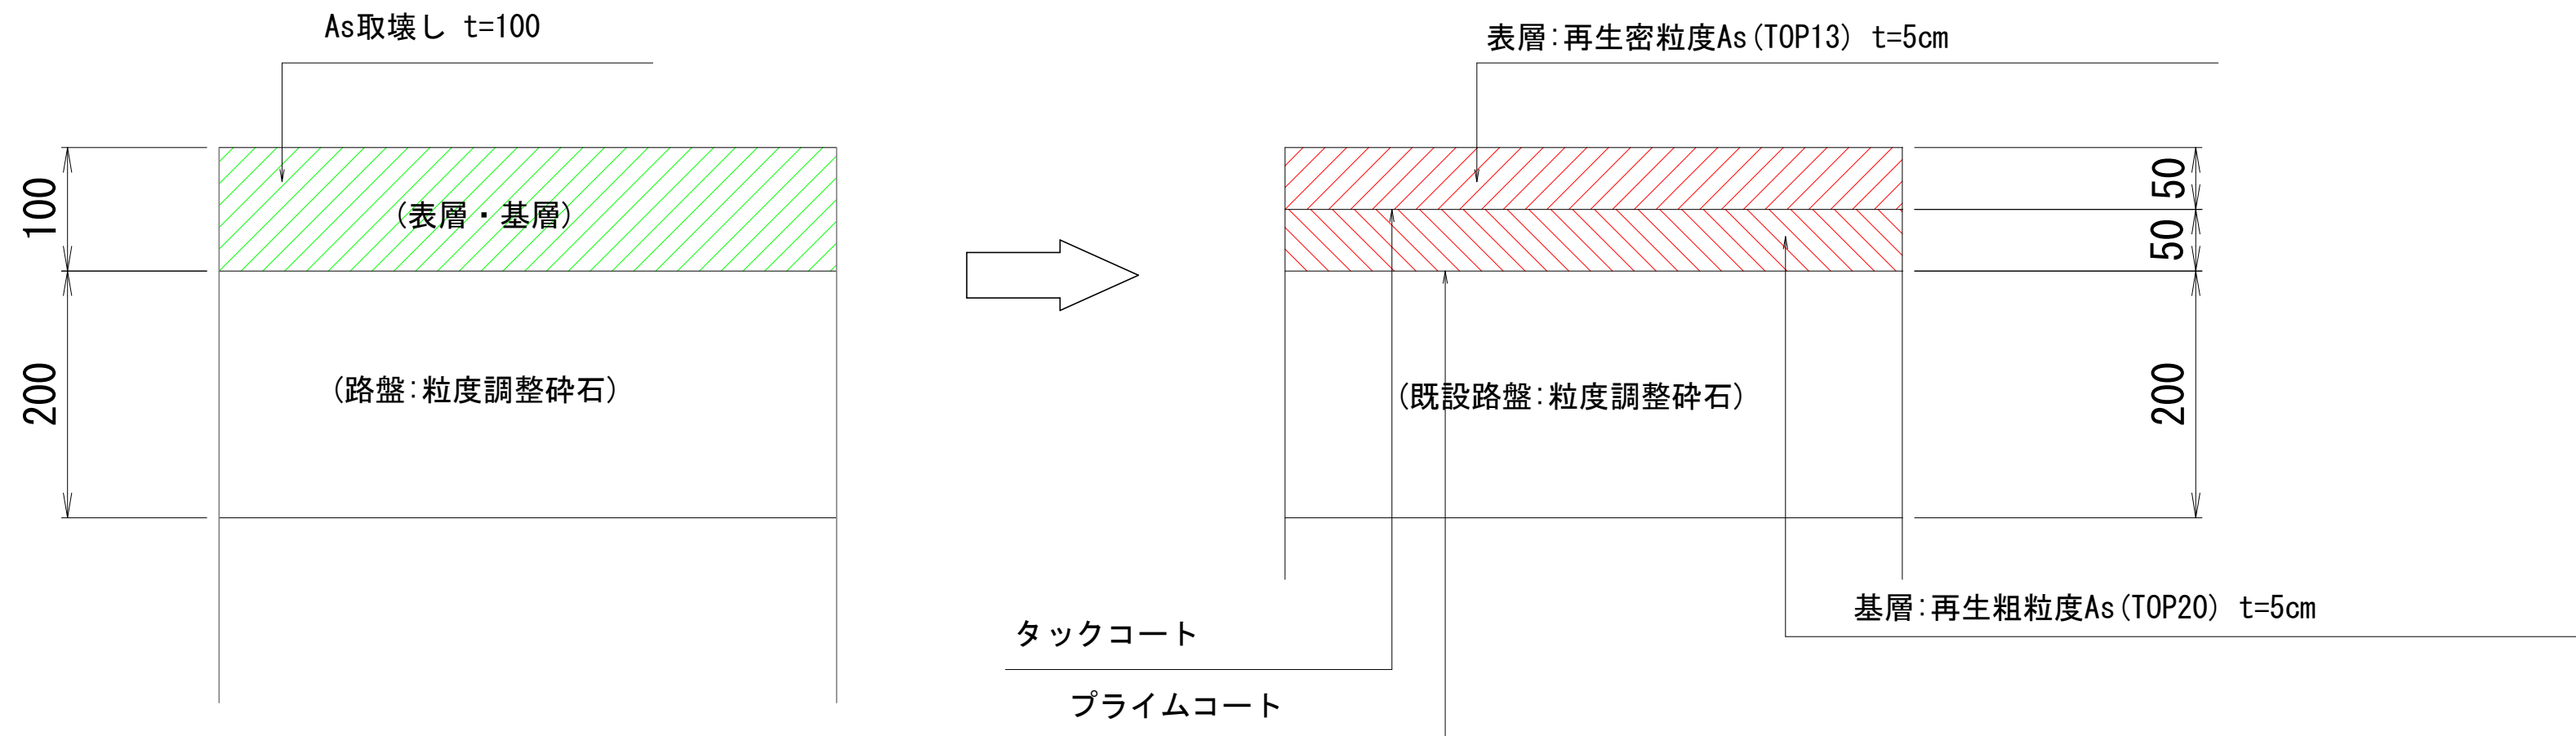 As取壊し t=100
表層:再生密粒度As(TOP13) t=5cm
100
(表層・基層)
50
50
200
(路盤:粒度調整砕石)
(既設路盤:粒度調整砕石)
200
基層:再生粗粒度As(TOP20) t=5cm
タックコート
プライムコート